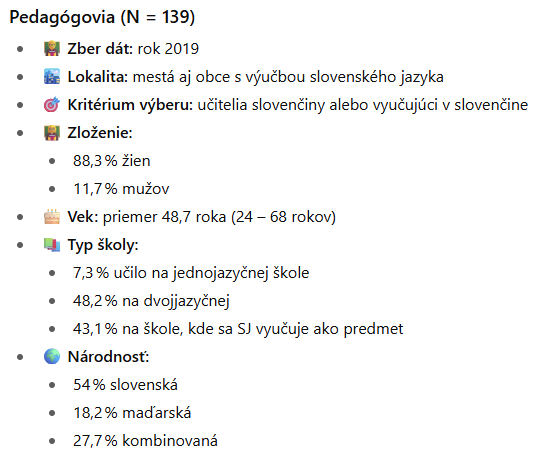 Pedagógovia (N = 139)
Zber dát: rok 2019
Lokalita: mestá aj obce s výučbou slovenského jazyka
Kritérium výberu: učitelia slovenčiny alebo vyučujúci v slovenčine
Zloženie:
88,3 % žien
11,7 % mužov
Vek: priemer 48,7 roka (24 – 68 rokov)
Typ školy:
7,3 % učilo na jednojazyčnej škole
48,2 % na dvojjazyčnej
43,1 % na škole, kde sa SJ vyučuje ako predmet
Národnosť:
54 % slovenská
18,2 % maďarská
27,7 % kombinovaná